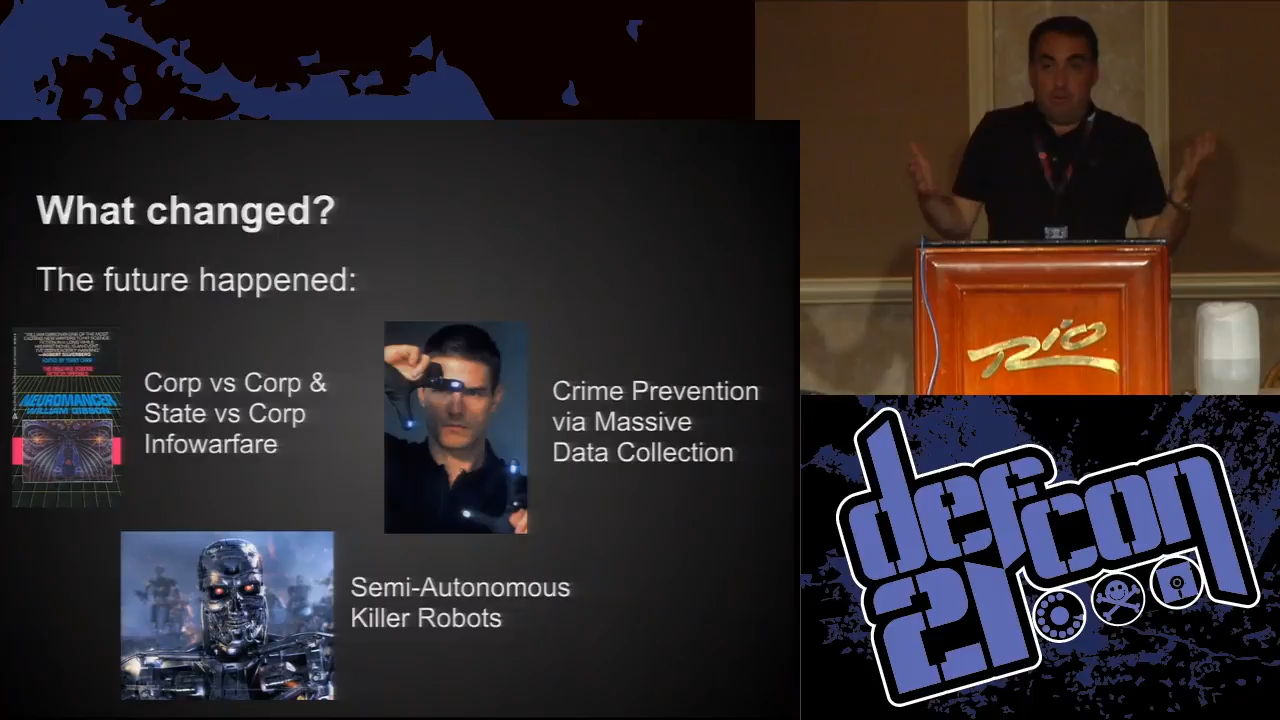 What changed?
The future happened:
NEUROMANCER
WILLIAM GIBSON
Corp vs Corp &
State vs Corp
Infowarfare
Crime Prevention
via Massive
Data Collection
Semi-Autonomous
Killer Robots
Rio
defcon
21